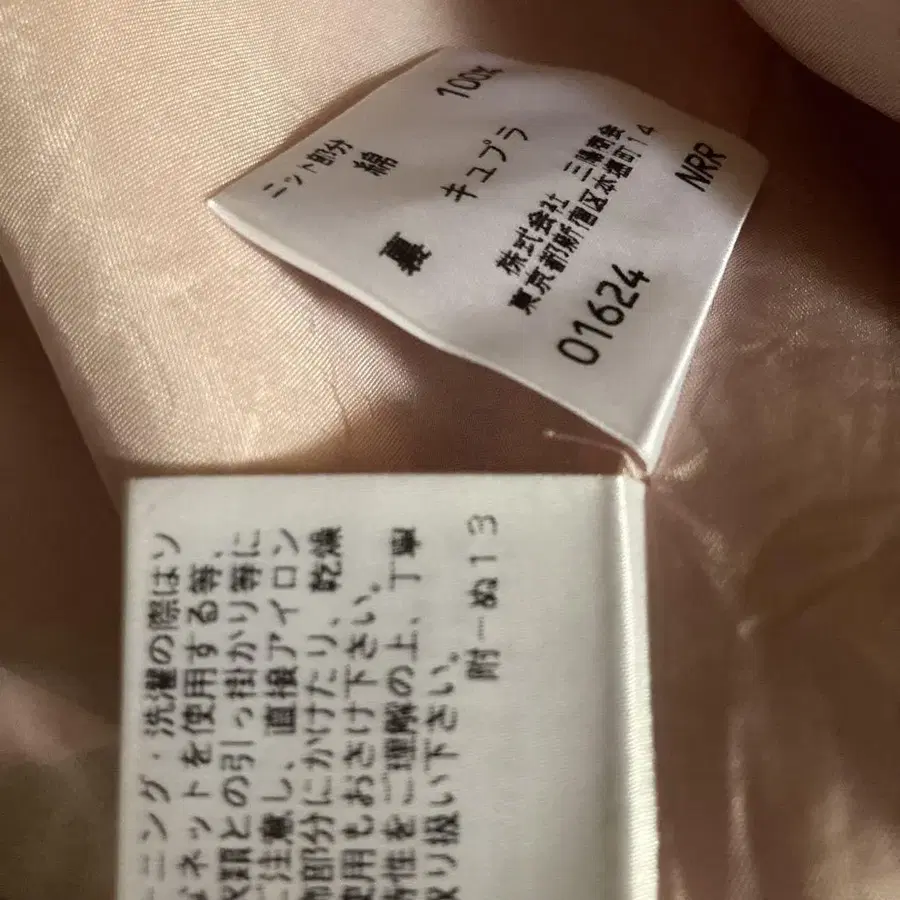 ニット部分
綿 100%
裏 キュプラ
株式会社 三陽商会
東京都新宿区本塩町14
01624 NRR
ニング・洗濯の際はソ
なネットを使用する等、
衣類との引っ掛かり等に
ご注意し、直接アイロン
飾部分にかけたり、乾燥
使用もおさけ下さい。
特性をご理解の上、丁寧
取り扱い下さい。
附ーぬ13